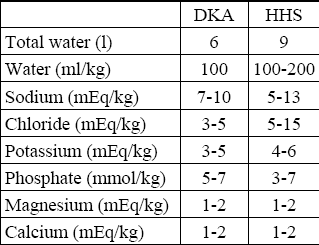 DKA HHS
Total water (l) 6 9
Water (ml/kg) 100 100-200
Sodium (mEq/kg) 7-10 5-13
Chloride (mEq/kg) 3-5 5-15
Potassium (mEq/kg) 3-5 4-6
Phosphate (mmol/kg) 5-7 3-7
Magnesium (mEq/kg) 1-2 1-2
Calcium (mEq/kg) 1-2 1-2